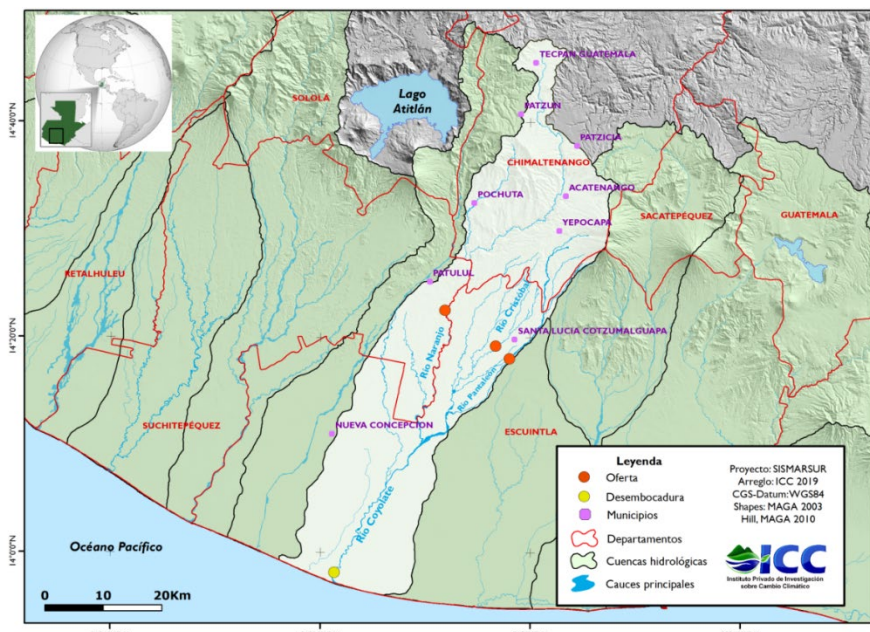 TECPAN GUATEMALA
Lago
Atitlán
SOLOLÁ
PATZUN
14°40'0"N
PATZICIA
CHIMALTENANGO
POCHUTA
ACATENANGO
SACATEPÉQUEZ
GUATEMALA
YEPOCAPA
RETALHULEU
PATULUL
Río Cristóbal
14°20'0"N
SANTA LUCIA COTZUMALGUAPA
Río Naranjo
Río Pantaleón
SUCHITEPÉQUEZ
NUEVA CONCEPCION
ESCUINTLA
Río Coyolate
14°0'0"N
Océano Pacífico
0 10 20Km
Leyenda
Oferta
Desembocadura
Municipios
Departamentos
Cuencas hidrológicas
Cauces principales
Proyecto: SISMARSUR
Arreglo: ICC 2019
CGS-Datum: WGS84
Shapes: MAGA 2003
Hill, MAGA 2010
ICC
Instituto Privado de Investigación
sobre Cambio Climático